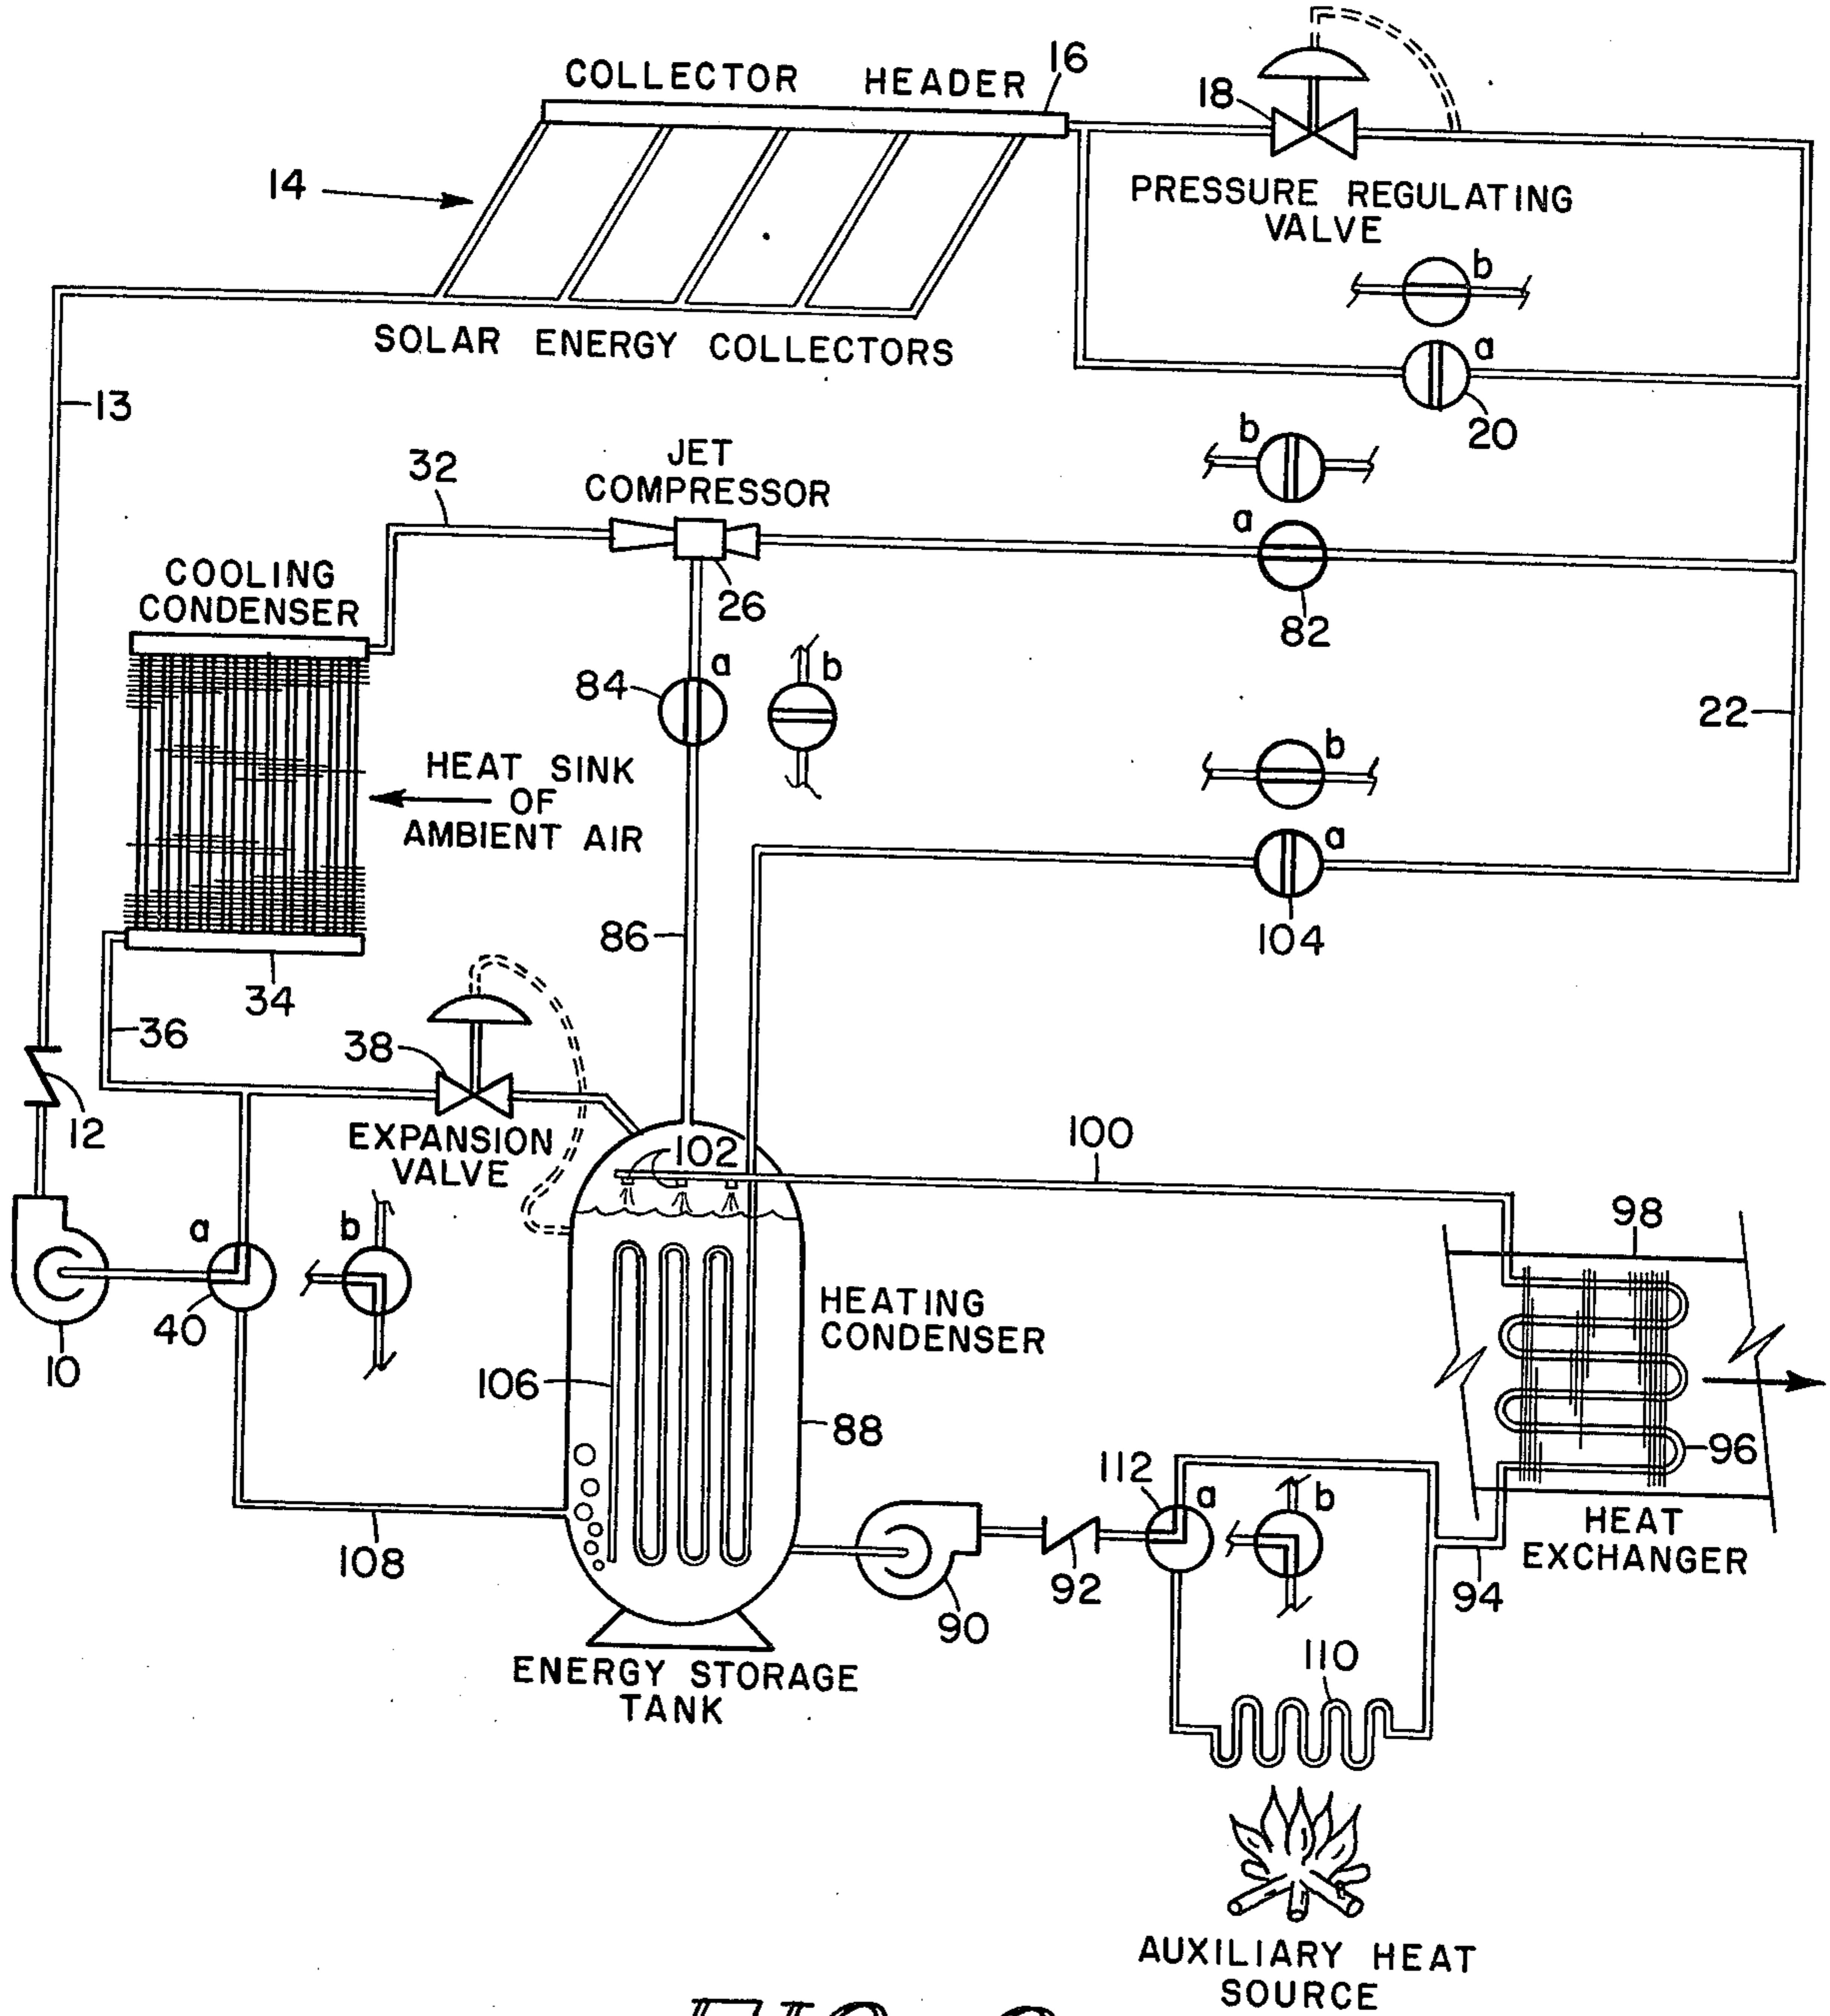 COLLECTOR HEADER
16
18
14
PRESSURE REGULATING
VALVE
b
SOLAR ENERGY COLLECTORS
a
20
13
b
32
JET
COMPRESSOR
a
82
COOLING
CONDENSER
26
84
a
b
22
HEAT SINK
OF
AMBIENT AIR
b
a
104
86
34
36
38
12
EXPANSION
VALVE
102
100
98
a
b
40
10
HEATING
CONDENSER
106
88
96
112
a
b
HEAT
EXCHANGER
108
92
94
90
110
ENERGY STORAGE
TANK
AUXILIARY HEAT
SOURCE